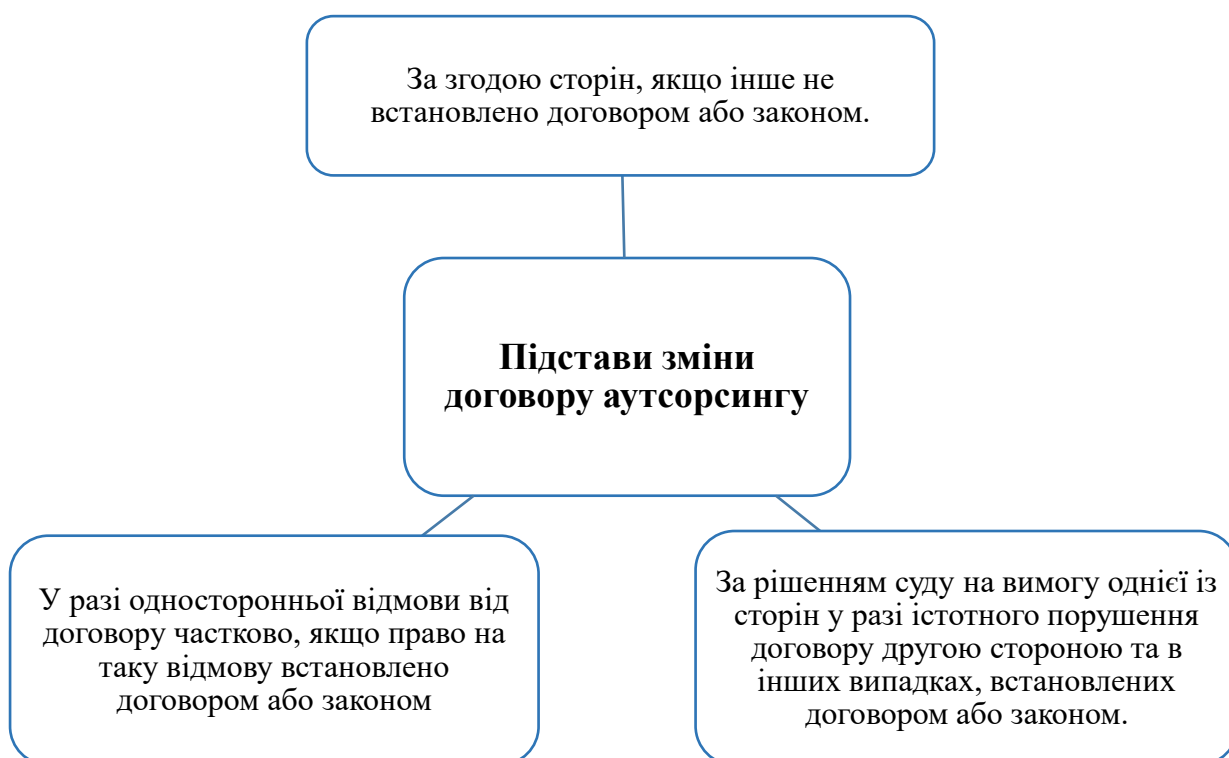 За згодою сторін, якщо інше не
встановлено договором або законом.
Підстави зміни
договору аутсорсингу
У разі односторонньої відмови від
договору частково, якщо право на
таку відмову встановлено
договором або законом
За рішенням суду на вимогу однієї із
сторін у разі істотного порушення
договору другою стороною та в
інших випадках, встановлених
договором або законом.